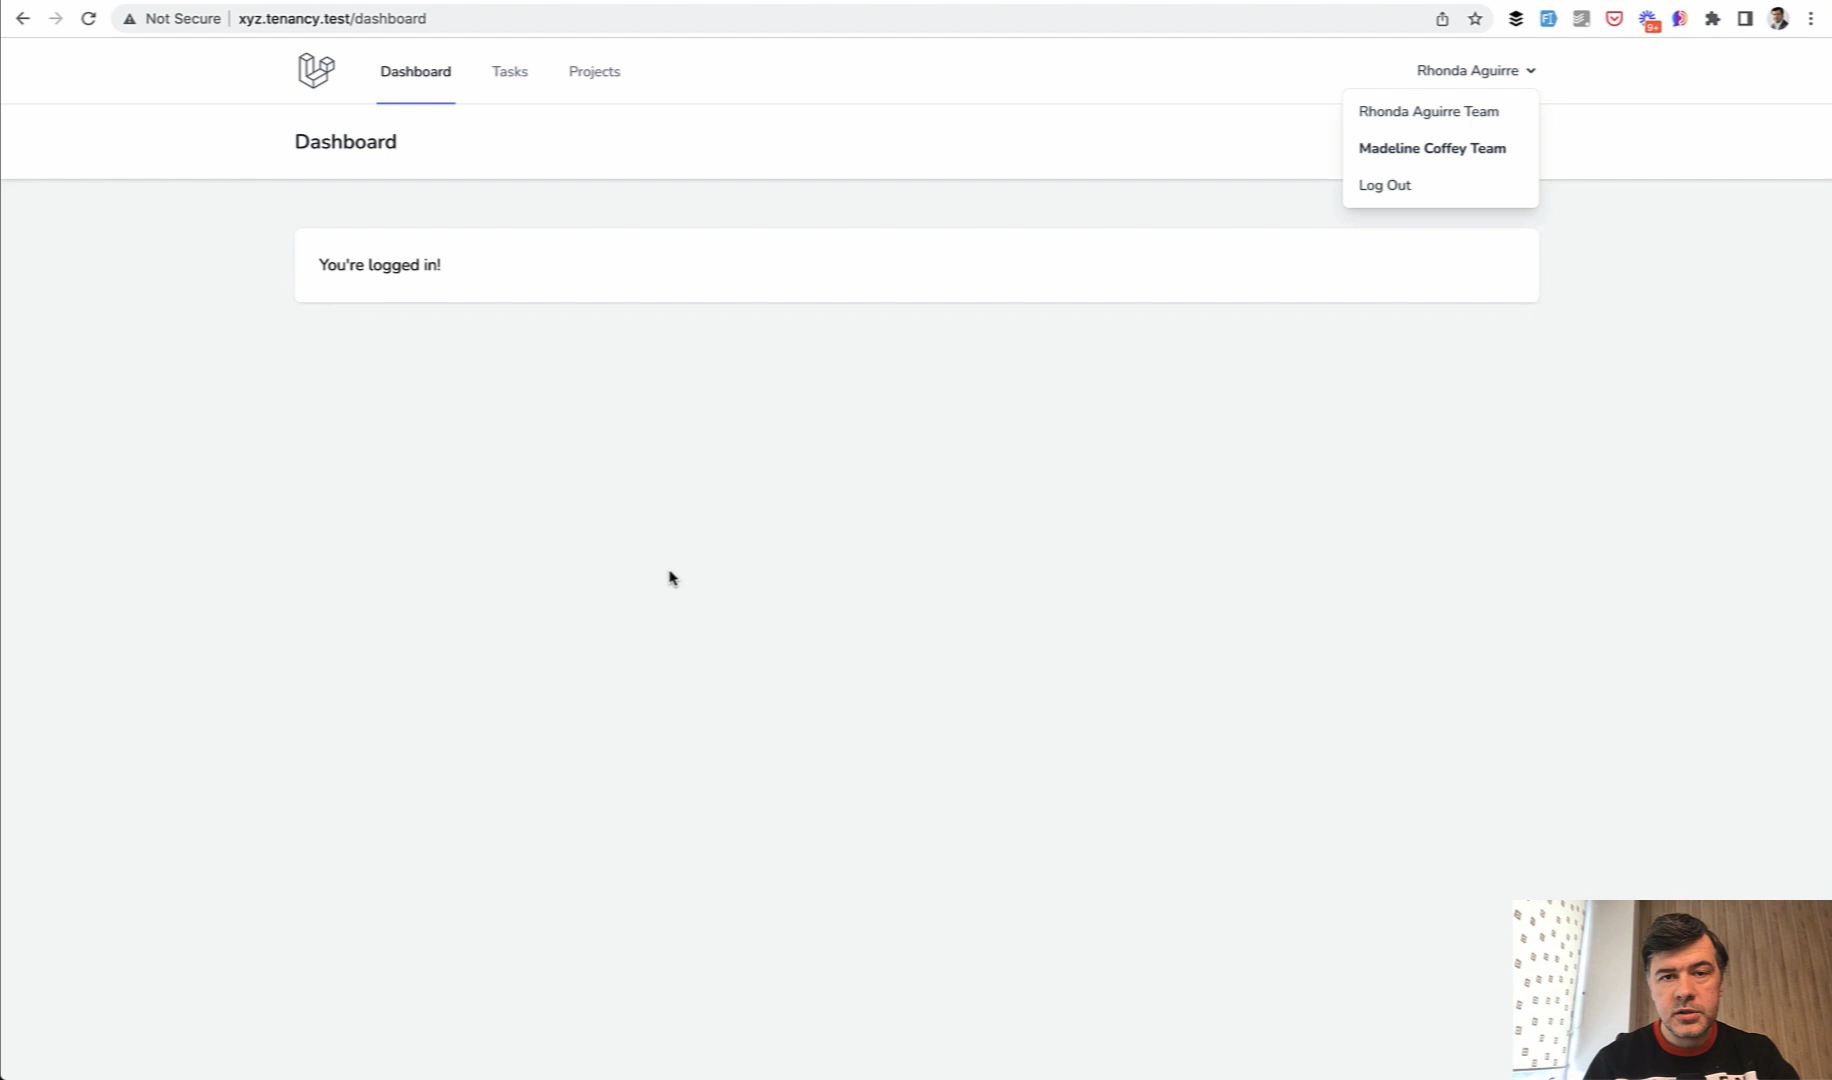 Not Secure | xyz.tenancy.test/dashboard
9+
Dashboard
Tasks
Projects
Rhonda Aguirre
Rhonda Aguirre Team
Madeline Coffey Team
Log Out
Dashboard
You're logged in!